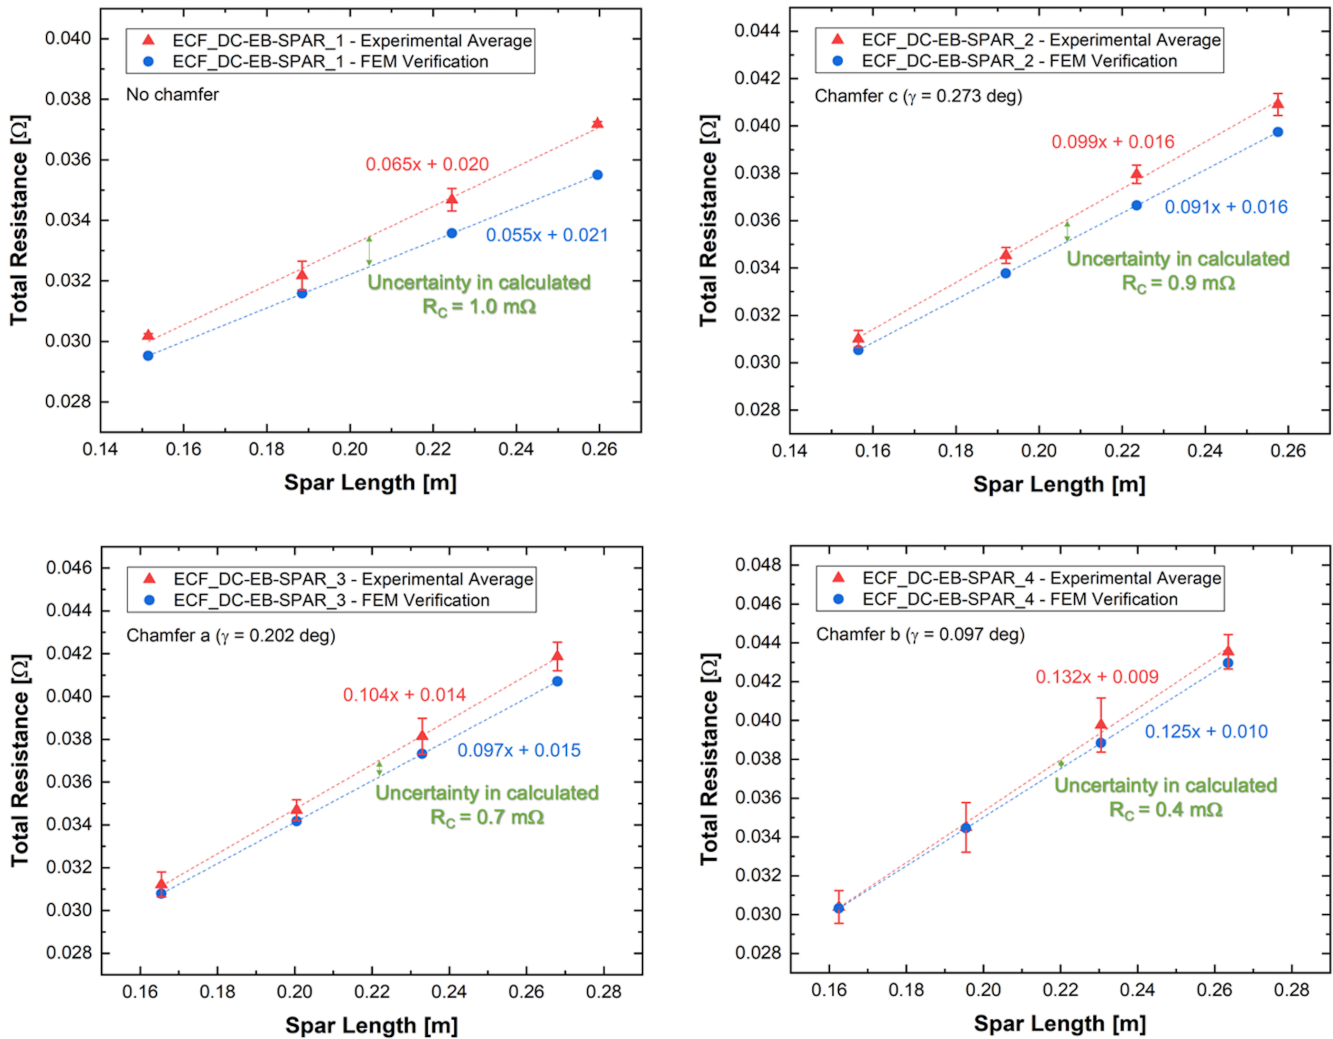 0.040
0.038
0.036
0.034
0.032
0.030
0.028
Total Resistance [Ω]
ECF_DC-EB-SPAR_1 - Experimental Average
ECF_DC-EB-SPAR_1 - FEM Verification
No chamfer
0.065x + 0.020
0.055x + 0.021
Uncertainty in calculated
R_C = 1.0 mΩ
0.14 0.16 0.18 0.20 0.22 0.24 0.26
Spar Length [m]
0.044
0.042
0.040
0.038
0.036
0.034
0.032
0.030
0.028
Total Resistance [Ω]
ECF_DC-EB-SPAR_2 - Experimental Average
ECF_DC-EB-SPAR_2 - FEM Verification
Chamfer c (γ = 0.273 deg)
0.099x + 0.016
0.091x + 0.016
Uncertainty in calculated
R_C = 0.9 mΩ
0.14 0.16 0.18 0.20 0.22 0.24 0.26
Spar Length [m]
0.046
0.044
0.042
0.040
0.038
0.036
0.034
0.032
0.030
0.028
Total Resistance [Ω]
ECF_DC-EB-SPAR_3 - Experimental Average
ECF_DC-EB-SPAR_3 - FEM Verification
Chamfer a (γ = 0.202 deg)
0.104x + 0.014
0.097x + 0.015
Uncertainty in calculated
R_C = 0.7 mΩ
0.16 0.18 0.20 0.22 0.24 0.26 0.28
Spar Length [m]
0.048
0.046
0.044
0.042
0.040
0.038
0.036
0.034
0.032
0.030
0.028
Total Resistance [Ω]
ECF_DC-EB-SPAR_4 - Experimental Average
ECF_DC-EB-SPAR_4 - FEM Verification
Chamfer b (γ = 0.097 deg)
0.132x + 0.009
0.125x + 0.010
Uncertainty in calculated
R_C = 0.4 mΩ
0.16 0.18 0.20 0.22 0.24 0.26 0.28
Spar Length [m]